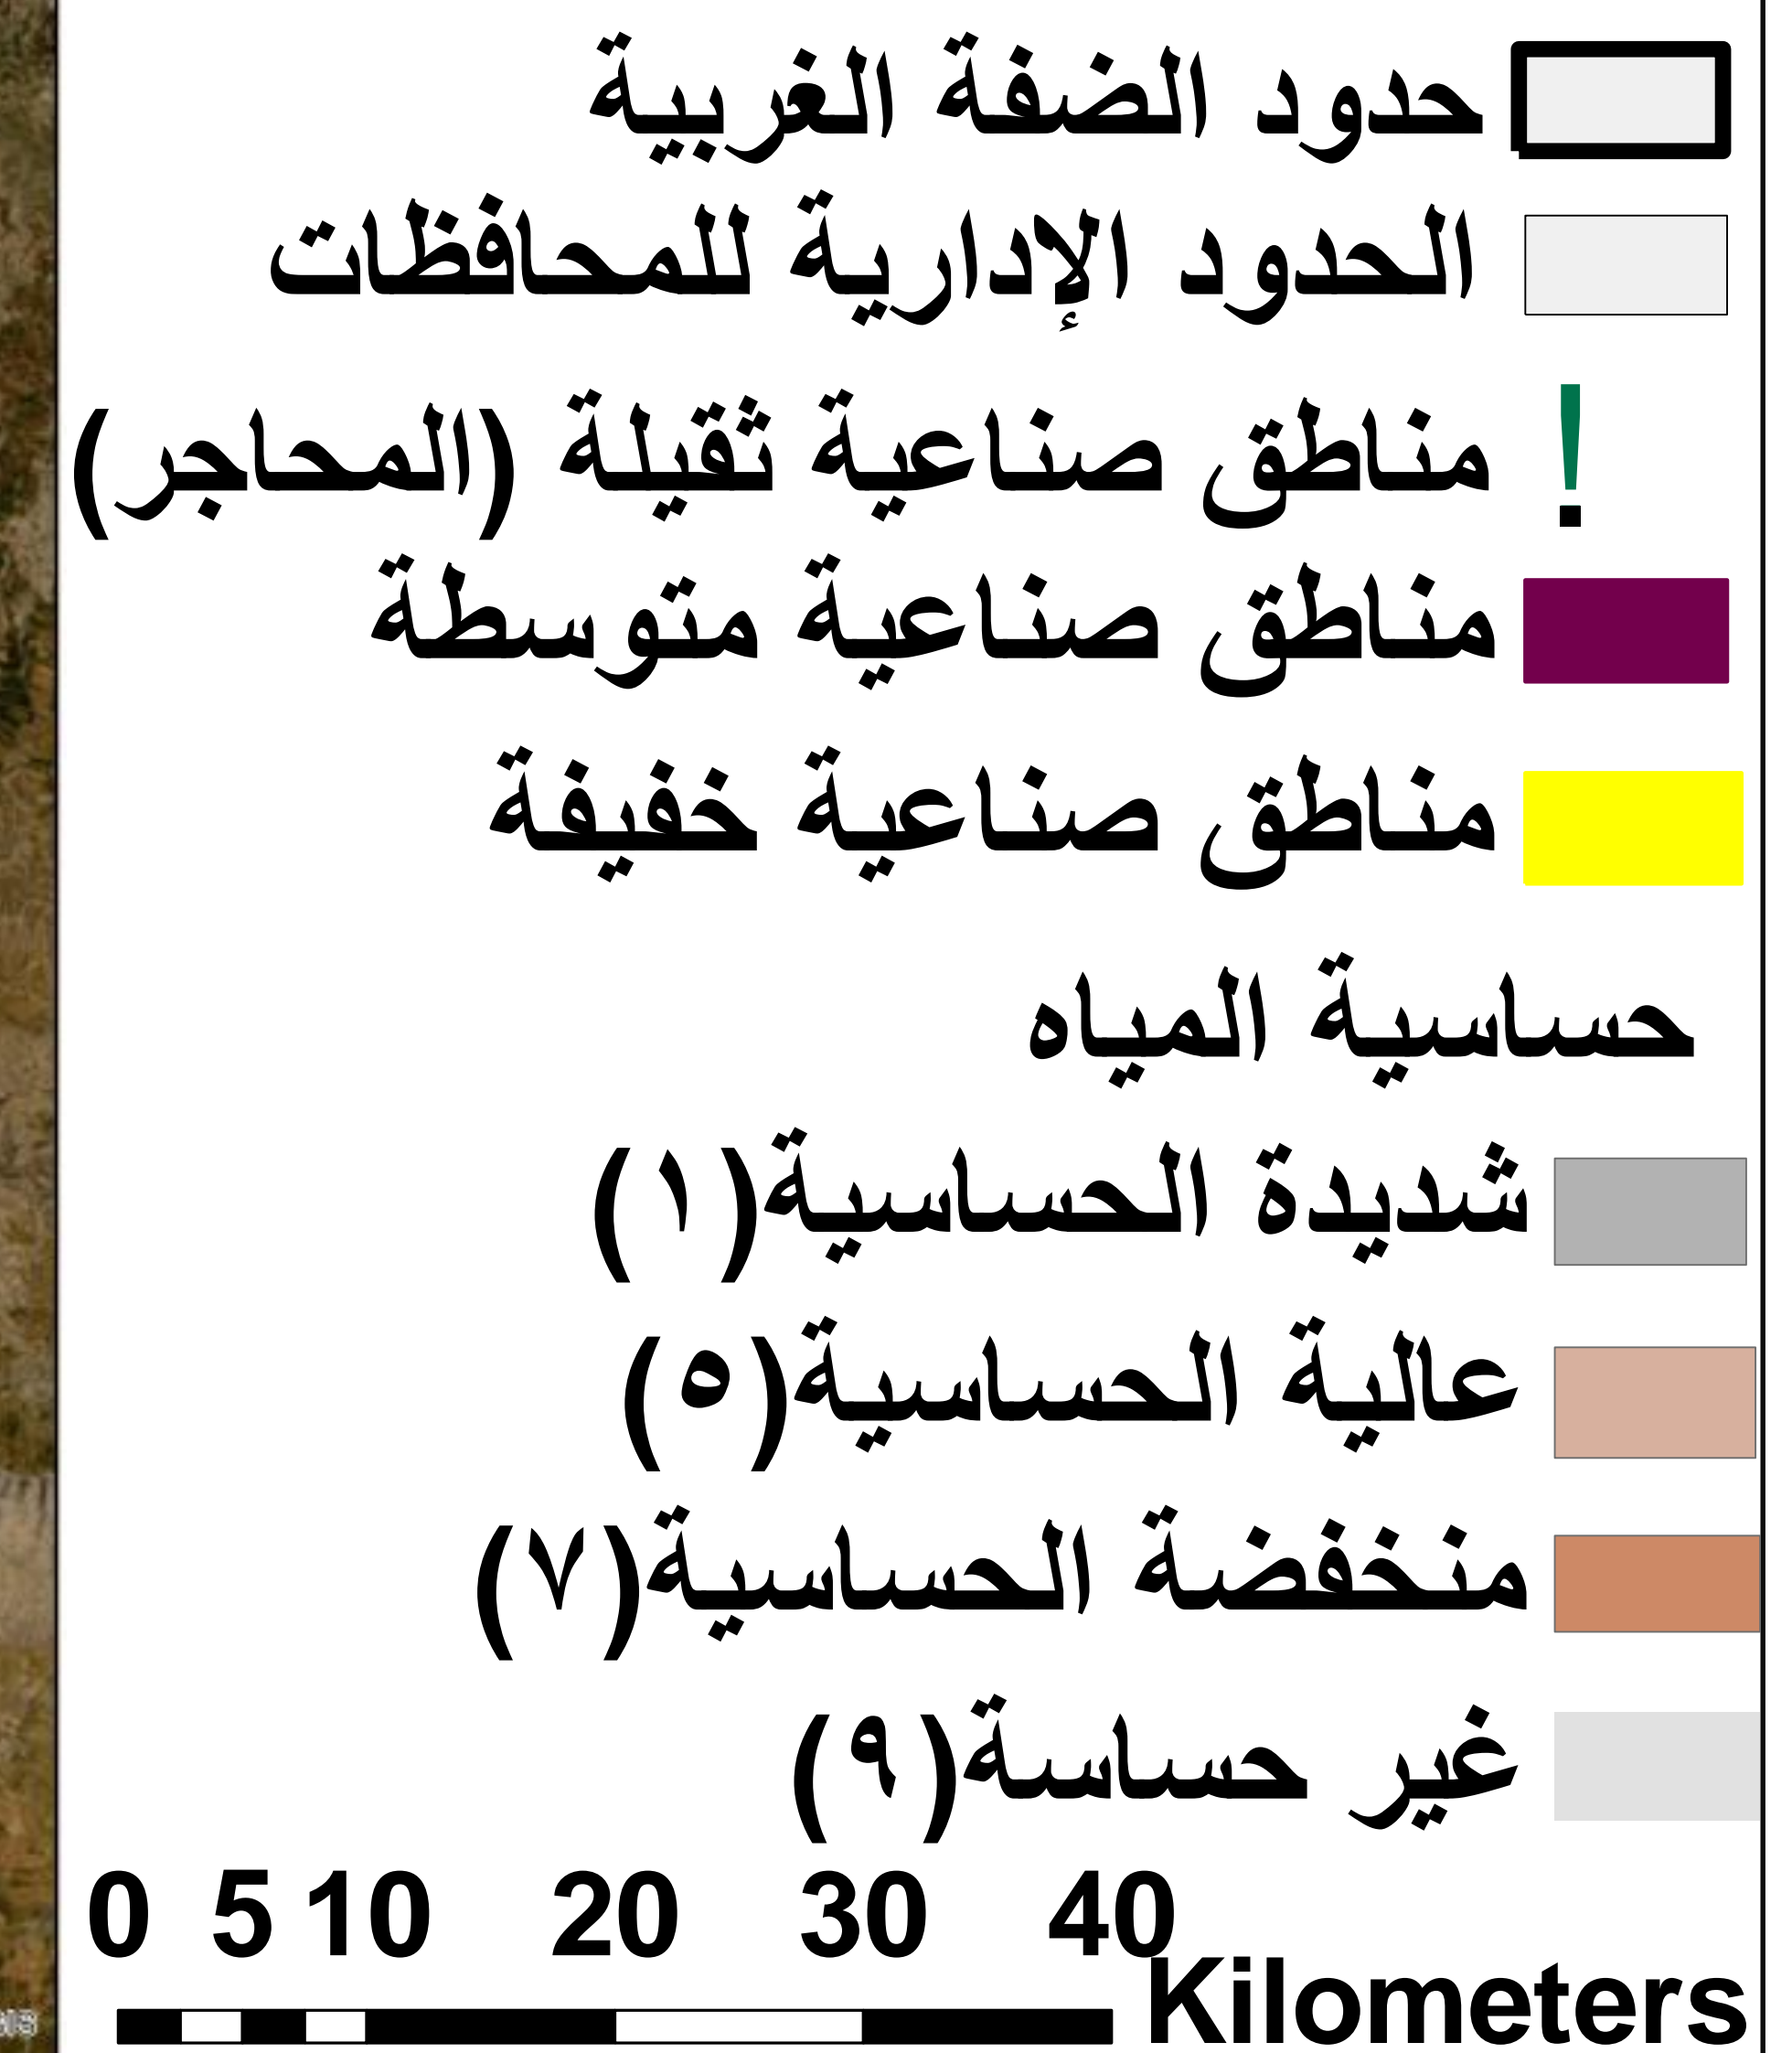 حدود الضفة الغربية
الحدود الإدارية للمحافظات
مناطق صناعية ثقيلة (المحاجر)
مناطق صناعية متوسطة
مناطق صناعية خفيفة
حساسية المياه
شديدة الحساسية(١)
عالية الحساسية(٥)
منخفضة الحساسية(٧)
غير حساسة(٩)
0 5 10 20 30 40
Kilometers